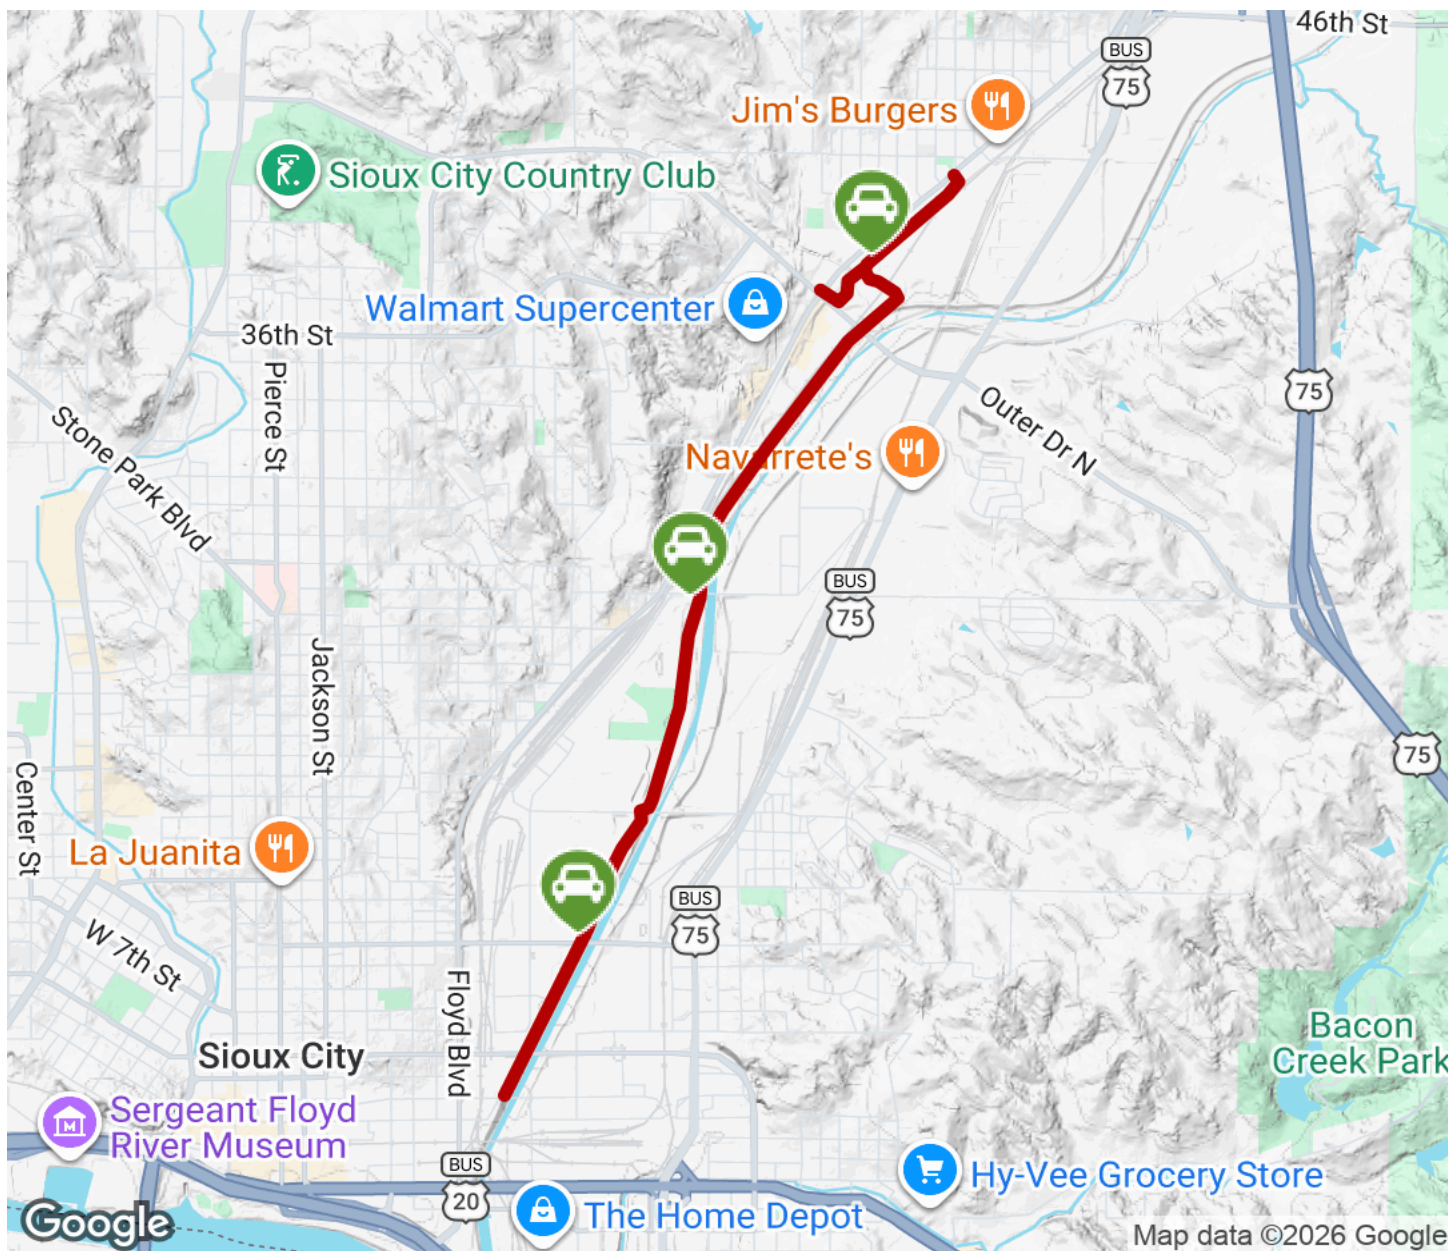 46th St
BUS
75
Jim's Burgers
Sioux City Country Club
Walmart Supercenter
36th St
Pierce St
75
Stone Park Blvd
Outer Dr N
Navarrete's
BUS
75
Jackson St
75
Center St
La Juanita
BUS
75
W 7th St
Floyd Blvd
Sioux City
Bacon
Creek Park
Sergeant Floyd
River Museum
BUS
20
Hy-Vee Grocery Store
The Home Depot
Google
Map data ©2026 Google